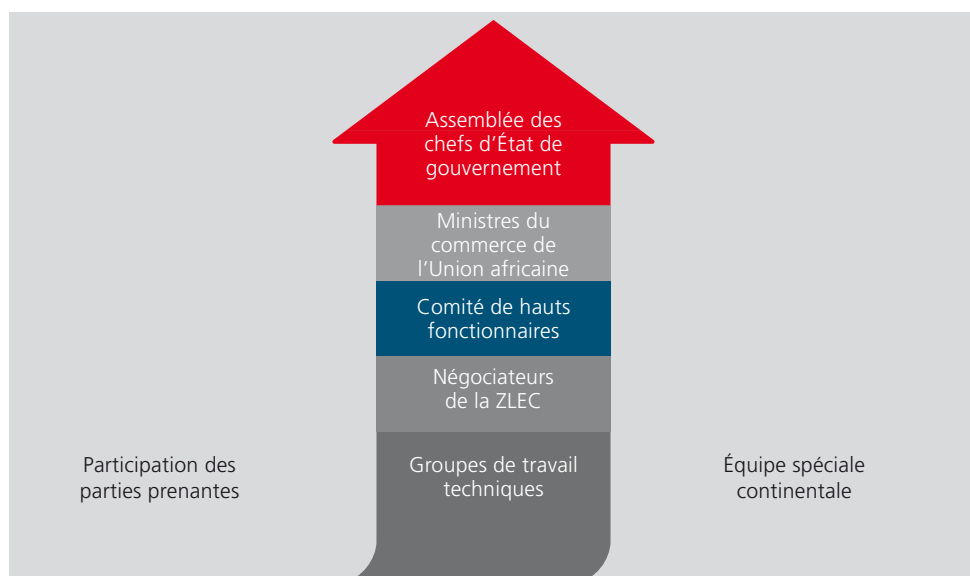 Assemblée des
chefs d'État de
gouvernement
Ministres du
commerce de
l'Union africaine
Comité de hauts
fonctionnaires
Négociateurs
de la ZLEC
Participation des
parties prenantes
Groupes de travail
techniques
Équipe spéciale
continentale